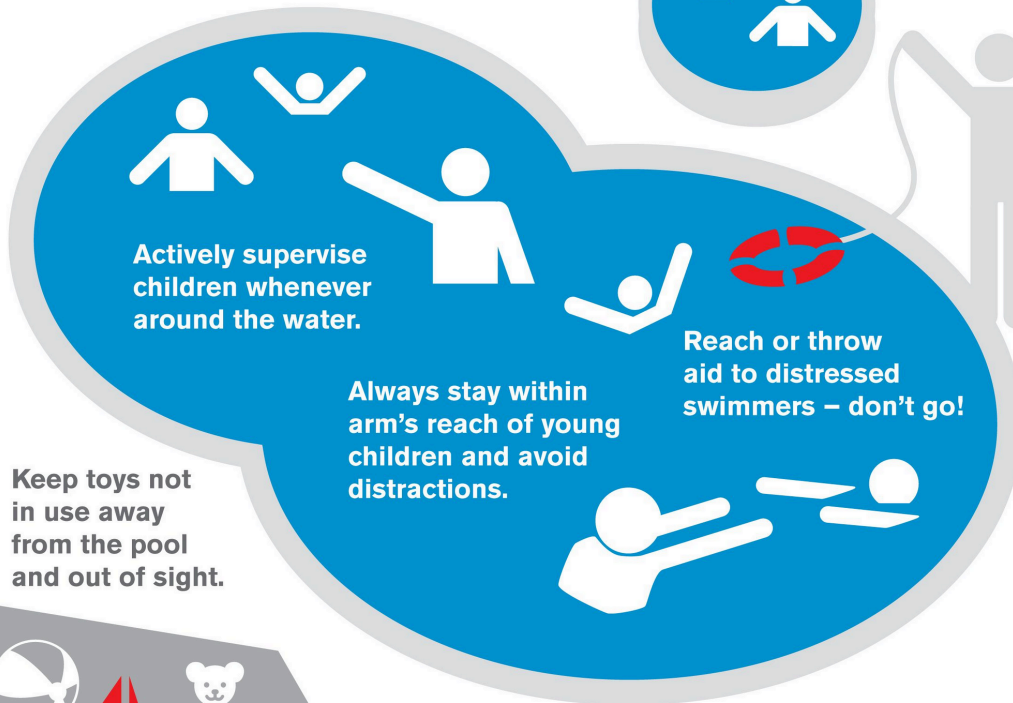 Actively supervise
children whenever
around the water.
Reach or throw
aid to distressed
swimmers – don't go!
Always stay within
arm's reach of young
children and avoid
distractions.
Keep toys not
in use away
from the pool
and out of sight.